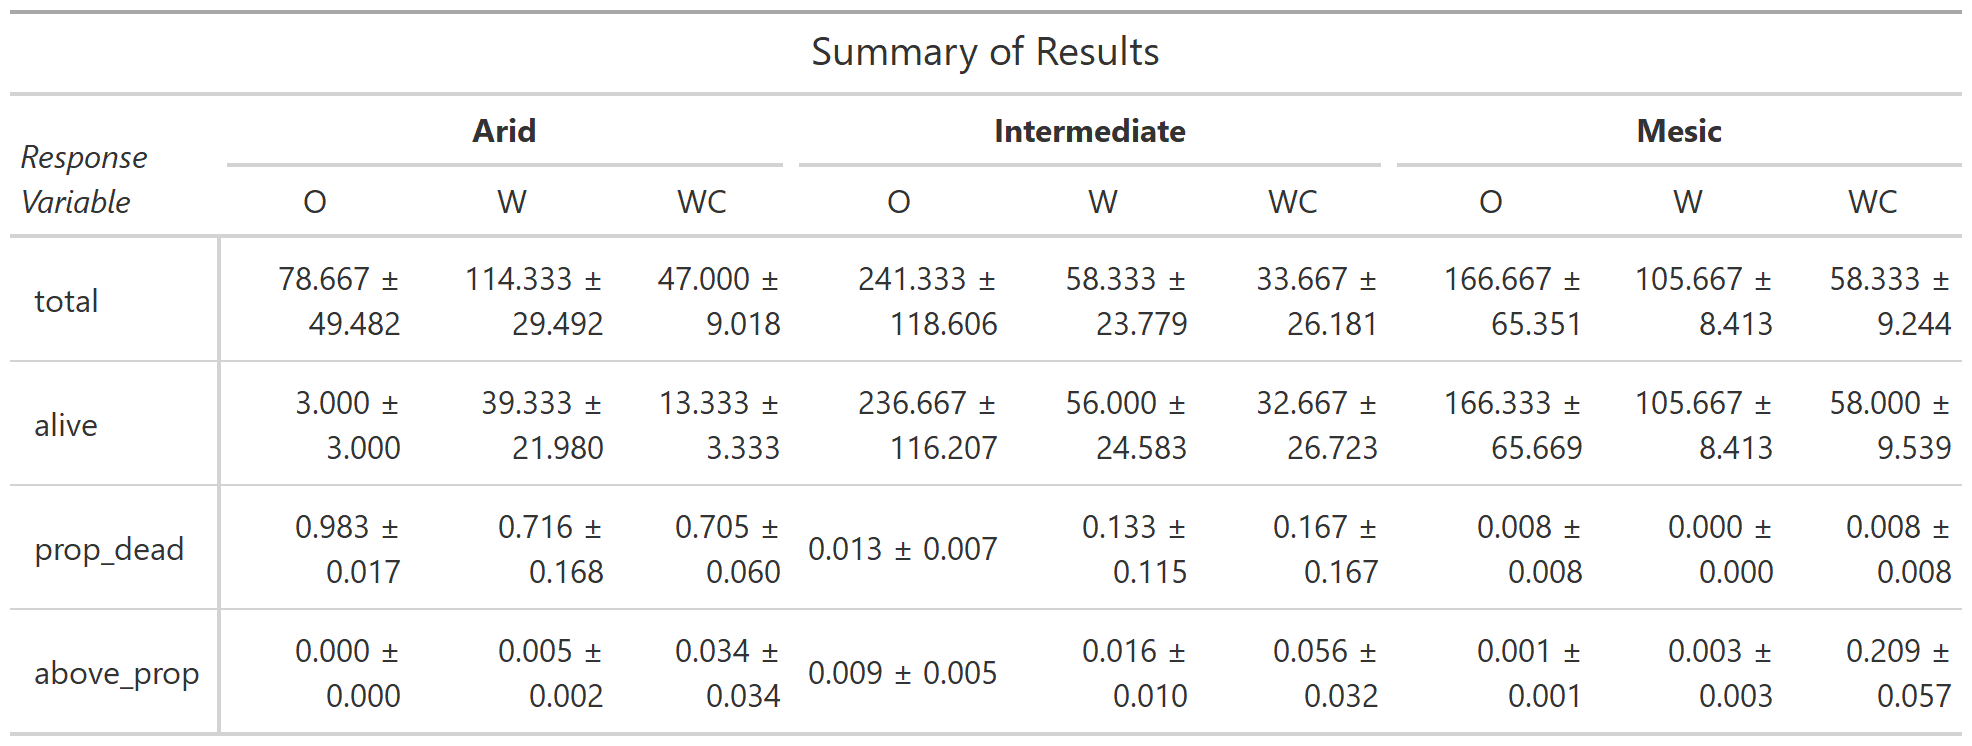 Summary of Results
Arid Intermediate Mesic
Response
Variable
O W WC O W WC O W WC
total
78.667 ± 114.333 ± 47.000 ± 241.333 ± 58.333 ± 33.667 ± 166.667 ± 105.667 ± 58.333 ±
49.482 29.492 9.018 118.606 23.779 26.181 65.351 8.413 9.244
alive
3.000 ± 39.333 ± 13.333 ± 236.667 ± 56.000 ± 32.667 ± 166.333 ± 105.667 ± 58.000 ±
3.000 21.980 3.333 116.207 24.583 26.723 65.669 8.413 9.539
prop_dead
0.983 ± 0.716 ± 0.705 ± 0.013 ± 0.007 0.133 ± 0.167 ± 0.008 ± 0.000 ± 0.008 ±
0.017 0.168 0.060 0.115 0.167 0.008 0.000 0.008
above_prop
0.000 ± 0.005 ± 0.034 ± 0.009 ± 0.005 0.016 ± 0.056 ± 0.001 ± 0.003 ± 0.209 ±
0.000 0.002 0.034 0.010 0.032 0.001 0.003 0.057